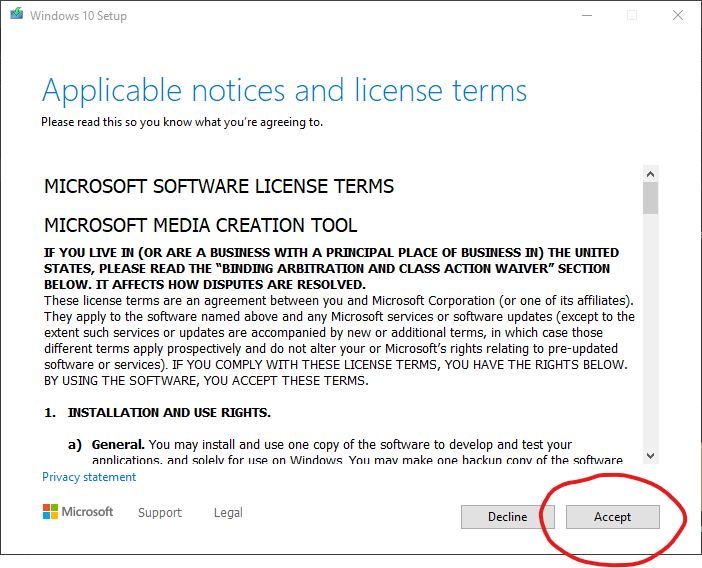 Windows 10 Setup
Applicable notices and license terms
Please read this so you know what you're agreeing to.
MICROSOFT SOFTWARE LICENSE TERMS
MICROSOFT MEDIA CREATION TOOL
IF YOU LIVE IN (OR ARE A BUSINESS WITH A PRINCIPAL PLACE OF BUSINESS IN) THE UNITED
STATES, PLEASE READ THE “BINDING ARBITRATION AND CLASS ACTION WAIVER” SECTION
BELOW. IT AFFECTS HOW DISPUTES ARE RESOLVED.
These license terms are an agreement between you and Microsoft Corporation (or one of its affiliates).
They apply to the software named above and any Microsoft services or software updates (except to the
extent such services or updates are accompanied by new or additional terms, in which case those
different terms apply prospectively and do not alter your or Microsoft’s rights relating to pre-updated
software or services). IF YOU COMPLY WITH THESE LICENSE TERMS, YOU HAVE THE RIGHTS BELOW.
BY USING THE SOFTWARE, YOU ACCEPT THESE TERMS.
1. INSTALLATION AND USE RIGHTS.
a) General. You may install and use one copy of the software to develop and test your
applications, and solely for use on Windows. You may make one backup copy of the software
Privacy statement
Microsoft Support Legal Decline Accept